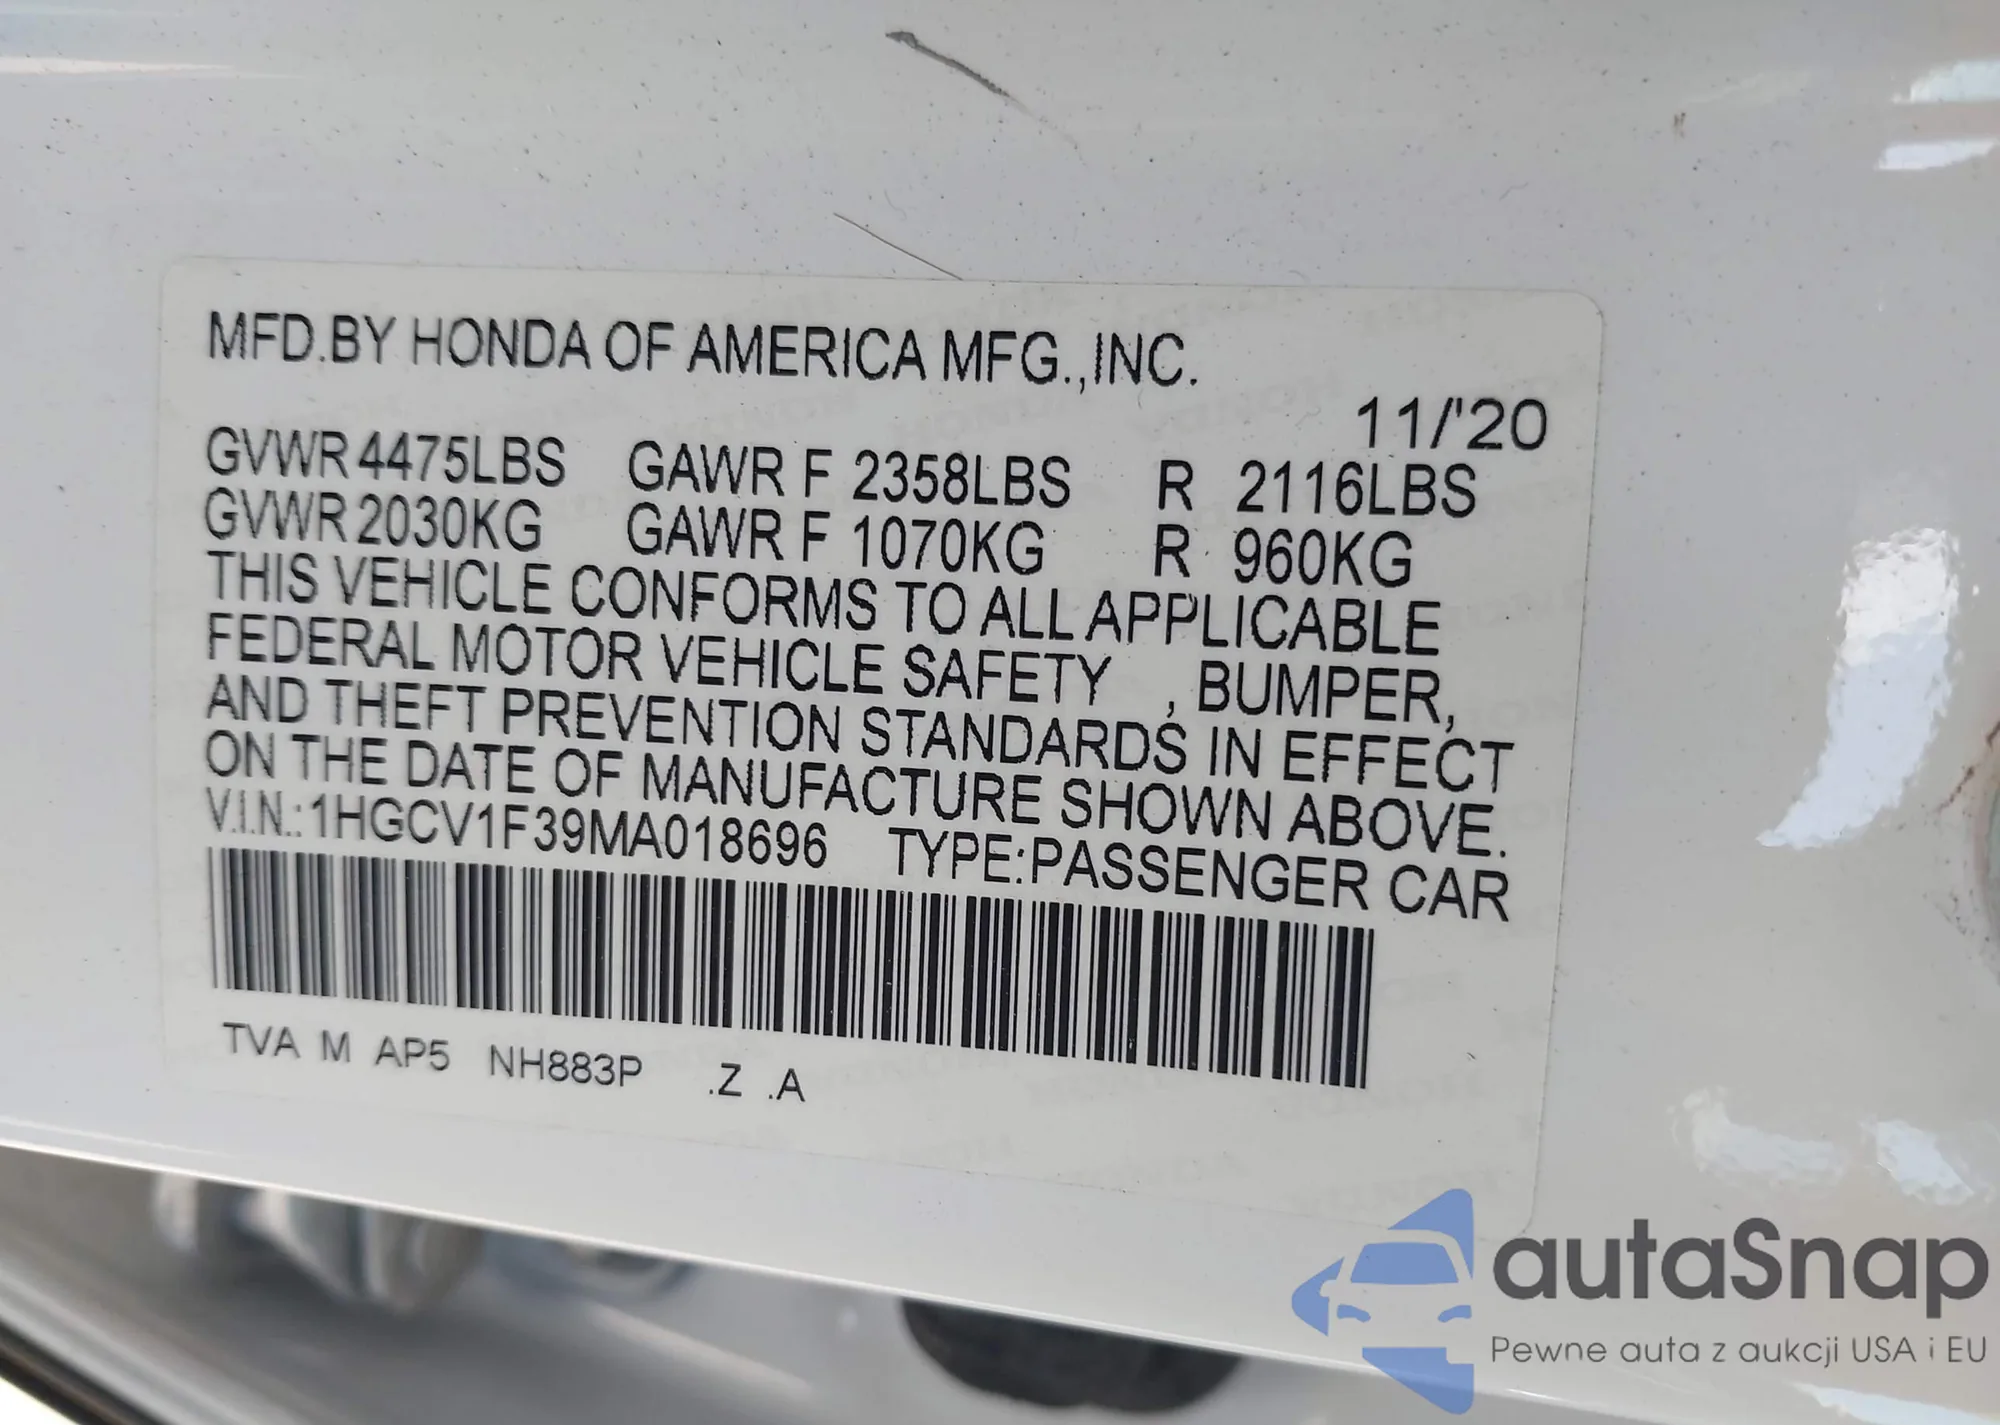 MFD.BY HONDA OF AMERICA MFG.,INC.
11/'20
GVWR 4475LBS GAWR F 2358LBS R 2116LBS
GVWR 2030KG GAWR F 1070KG R 960KG
THIS VEHICLE CONFORMS TO ALL APPLICABLE
FEDERAL MOTOR VEHICLE SAFETY , BUMPER,
AND THEFT PREVENTION STANDARDS IN EFFECT
ON THE DATE OF MANUFACTURE SHOWN ABOVE.
V.I.N.:1HGCV1F39MA018696 TYPE:PASSENGER CAR
TVA M AP5 NH883P .Z .A
autaSnap
Pewne auta z aukcji USA i EU